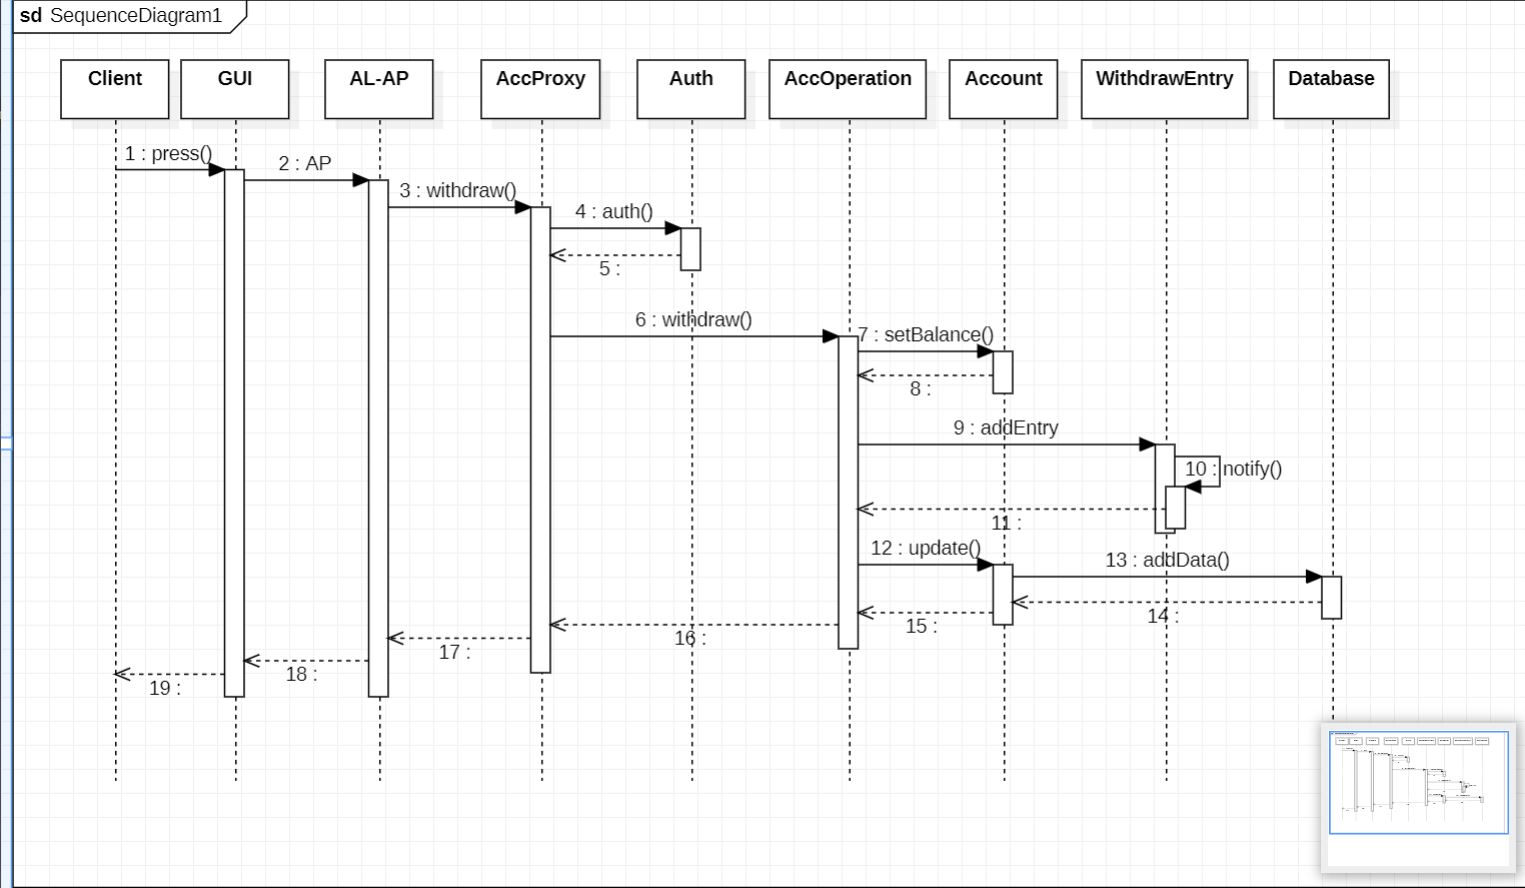 sd SequenceDiagram1
Client
GUI
AL-AP
AccProxy
Auth
AccOperation
Account
WithdrawEntry
Database
1 : press()
2 : AP
3 : withdraw()
4 : auth()
5 :
6 : withdraw()
7 : setBalance()
8 :
9 : addEntry
10 : notify()
11 :
12 : update()
13 : addData()
14 :
15 :
16 :
17 :
18 :
19 :